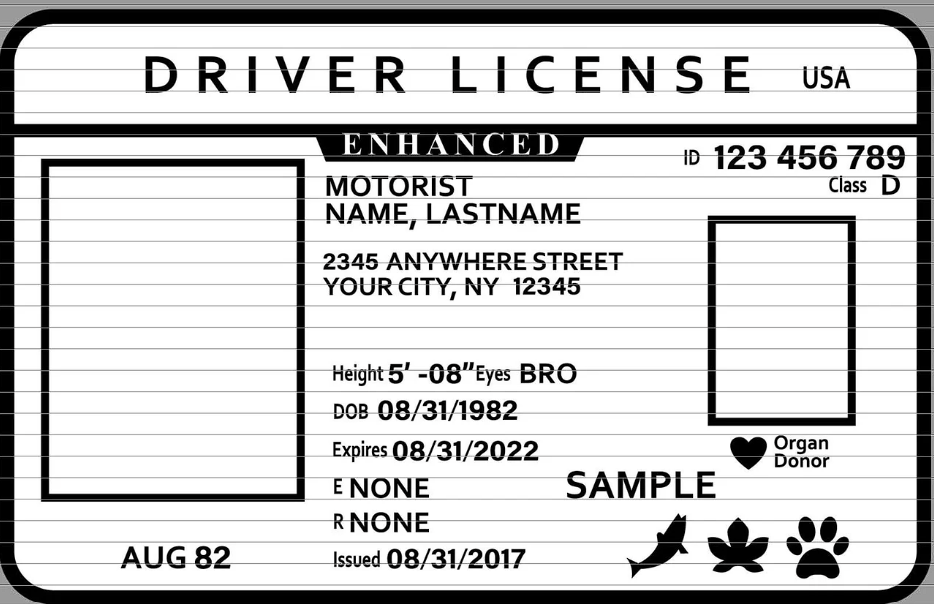 DRIVER LICENSE USA
ENHANCED
ID 123 456 789
Class D
MOTORIST
NAME, LASTNAME
2345 ANYWHERE STREET
YOUR CITY, NY 12345
Height 5' -08" Eyes BRO
DOB 08/31/1982
Expires 08/31/2022
E NONE
R NONE
Issued 08/31/2017
Organ
Donor
SAMPLE
AUG 82